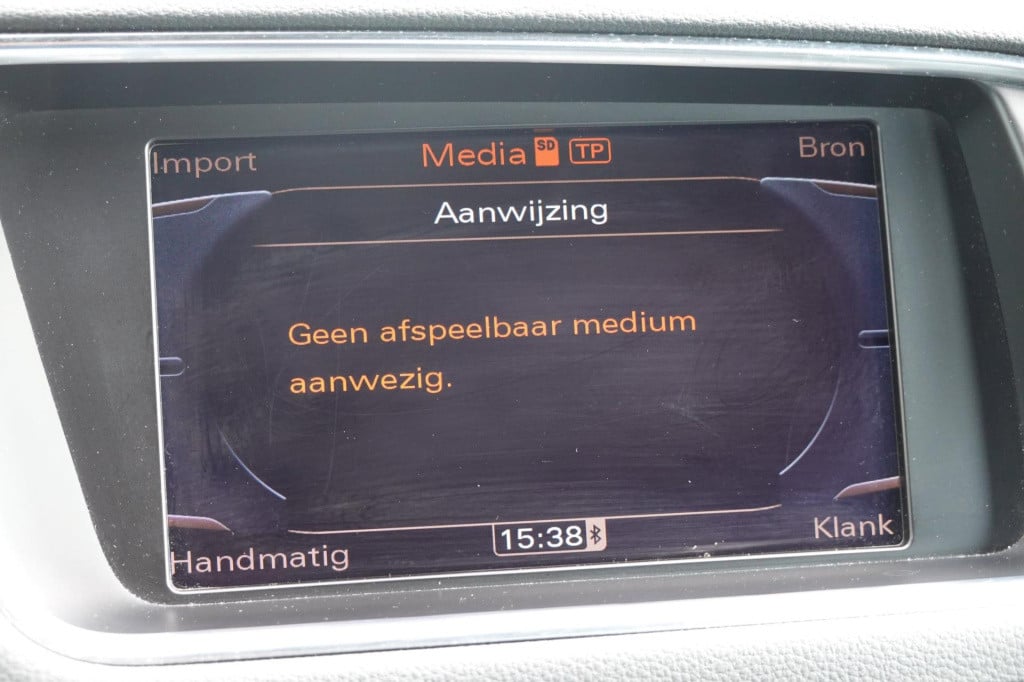 Import
Media SD TP
Bron
Aanwijzing
Geen afspeelbaar medium
aanwezig.
Handmatig
15:38
Klank